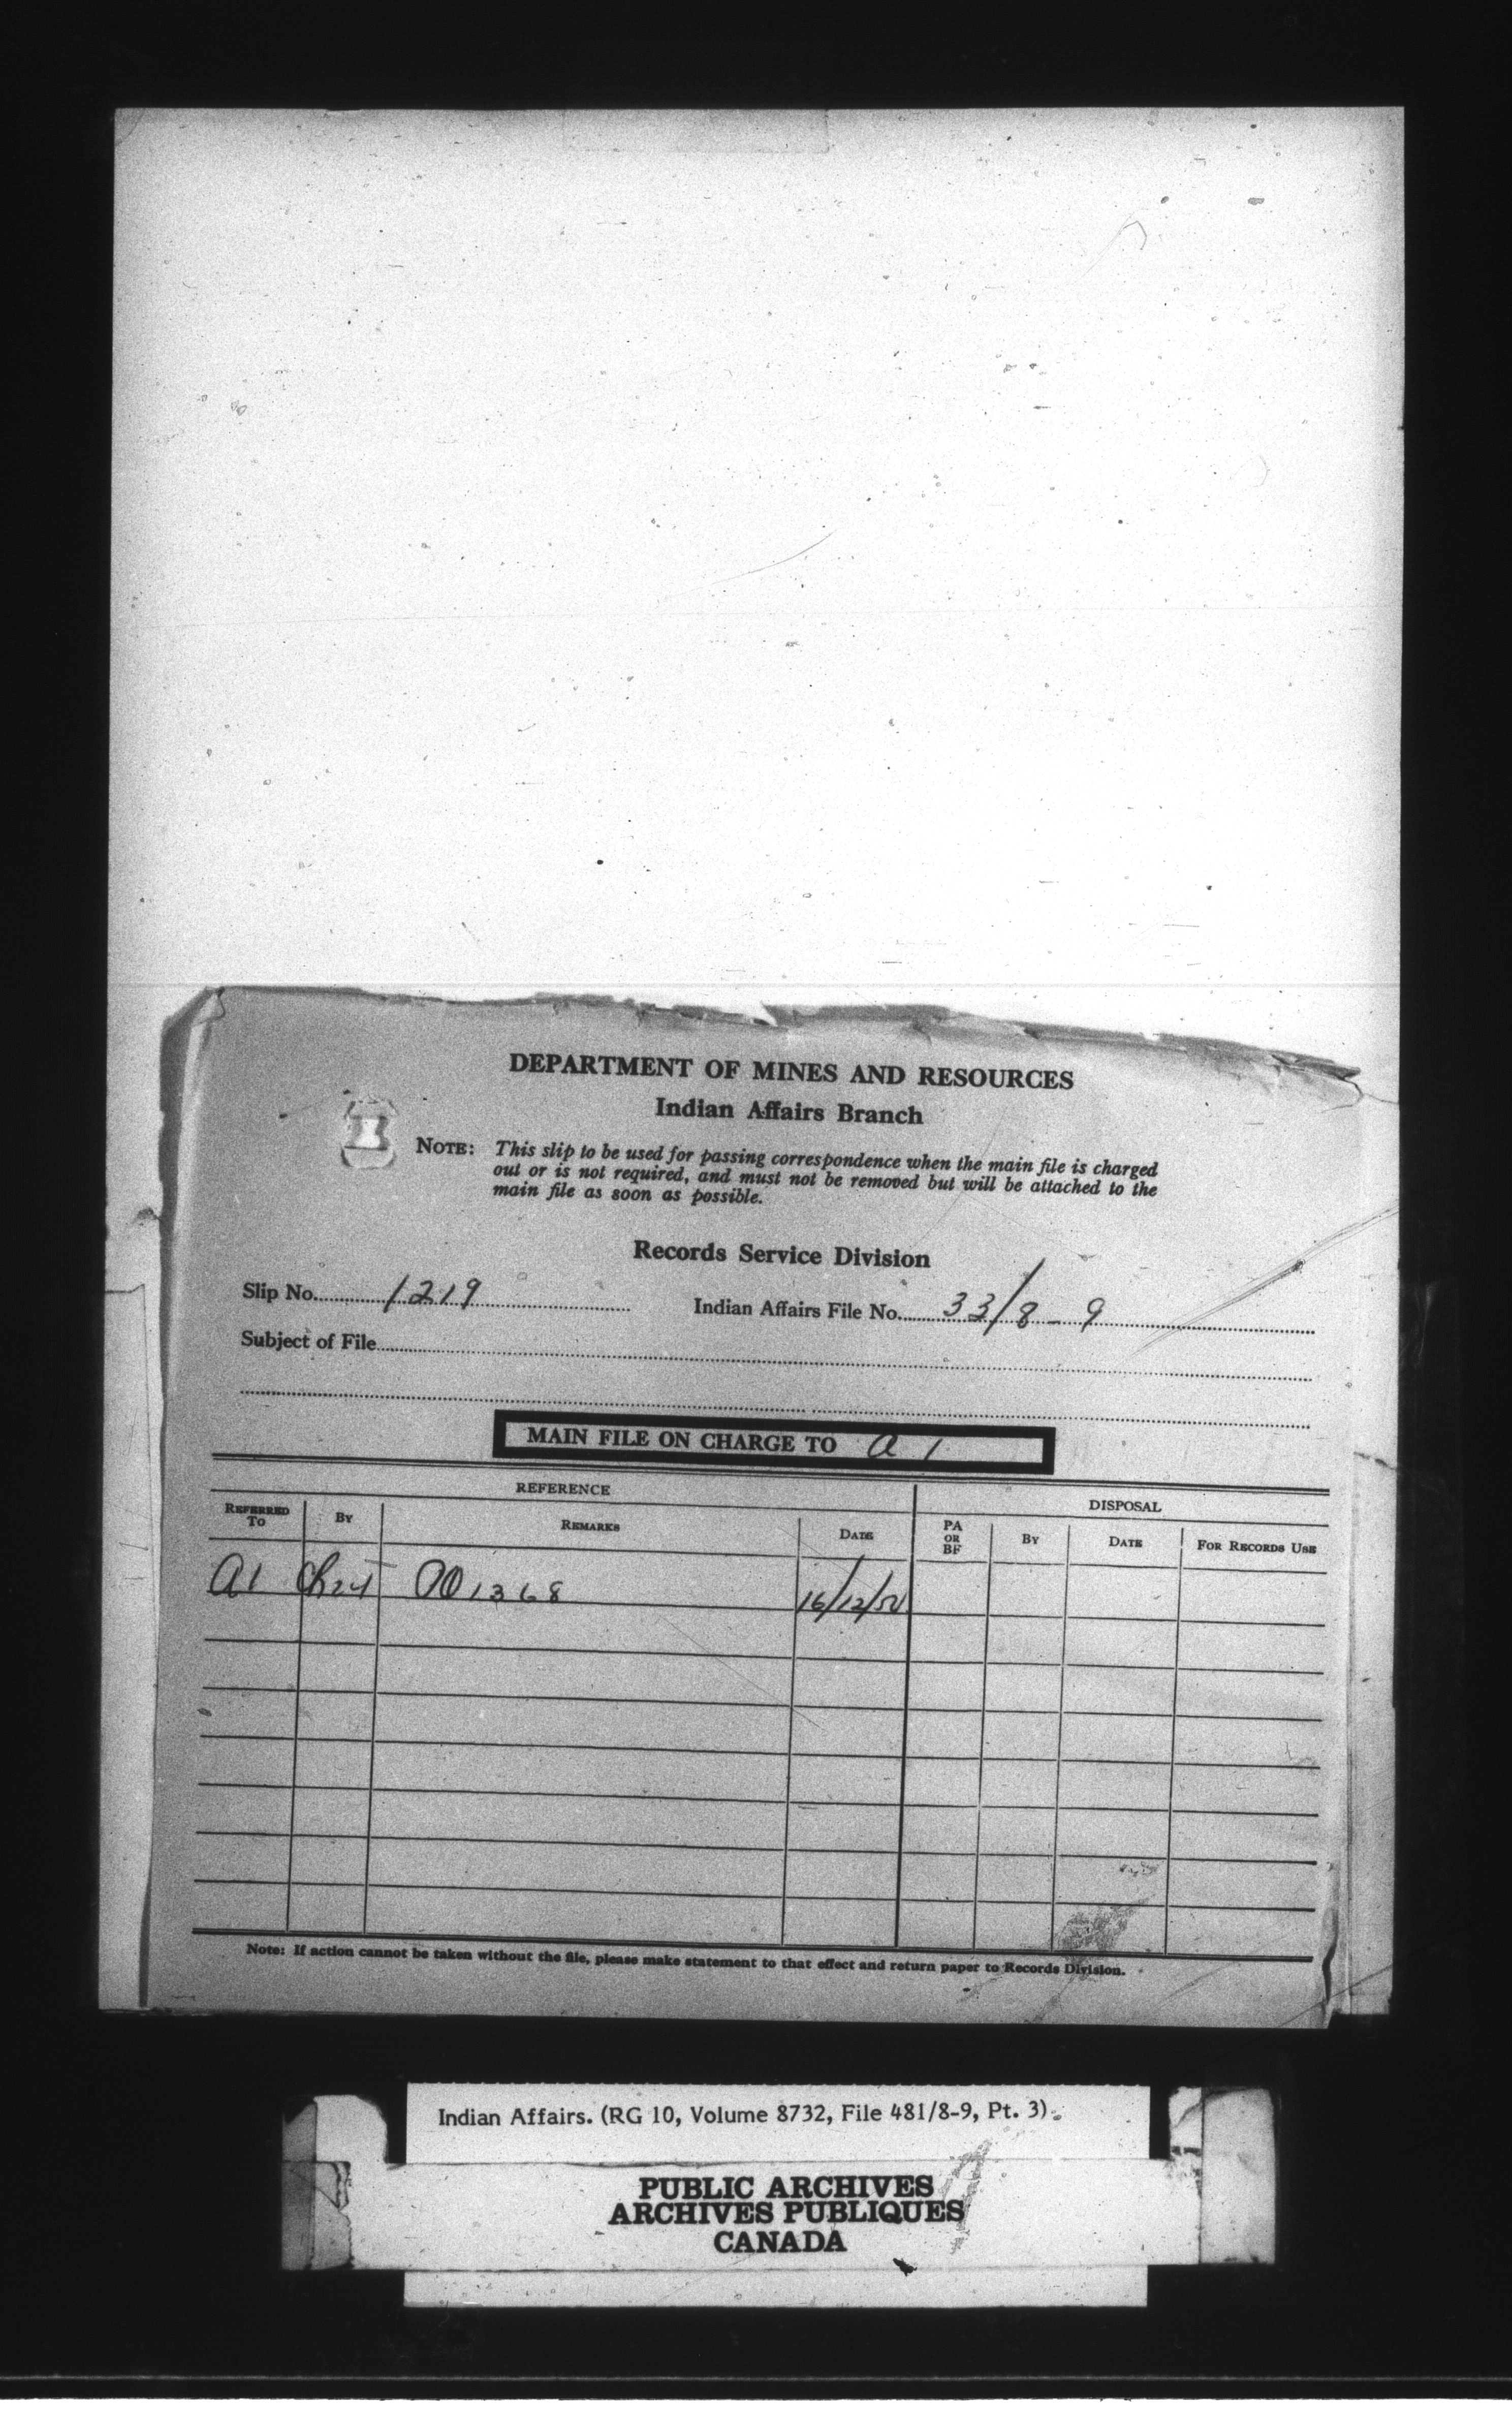 DEPARTMENT OF MINES AND RESOURCES
Indian Affairs Branch
NOTE: This slip to be used for passing correspondence when the main file is charged
out or is not required, and must not be removed but will be attached to the
main file as soon as possible.
Records Service Division
Slip No. 1219 Indian Affairs File No. 33/8-9
Subject of File
MAIN FILE ON CHARGE TO A 1
REFERENCE DISPOSAL
REFERRED TO BY REMARKS DATE PA OR BF BY DATE FOR RECORDS USE
A1 1368 16/12/50
Note: If action cannot be taken without the file, please make statement to that effect and return paper to Records Division.
Indian Affairs. (RG 10, Volume 8732, File 481/8-9, Pt. 3)
PUBLIC ARCHIVES
ARCHIVES PUBLIQUES
CANADA